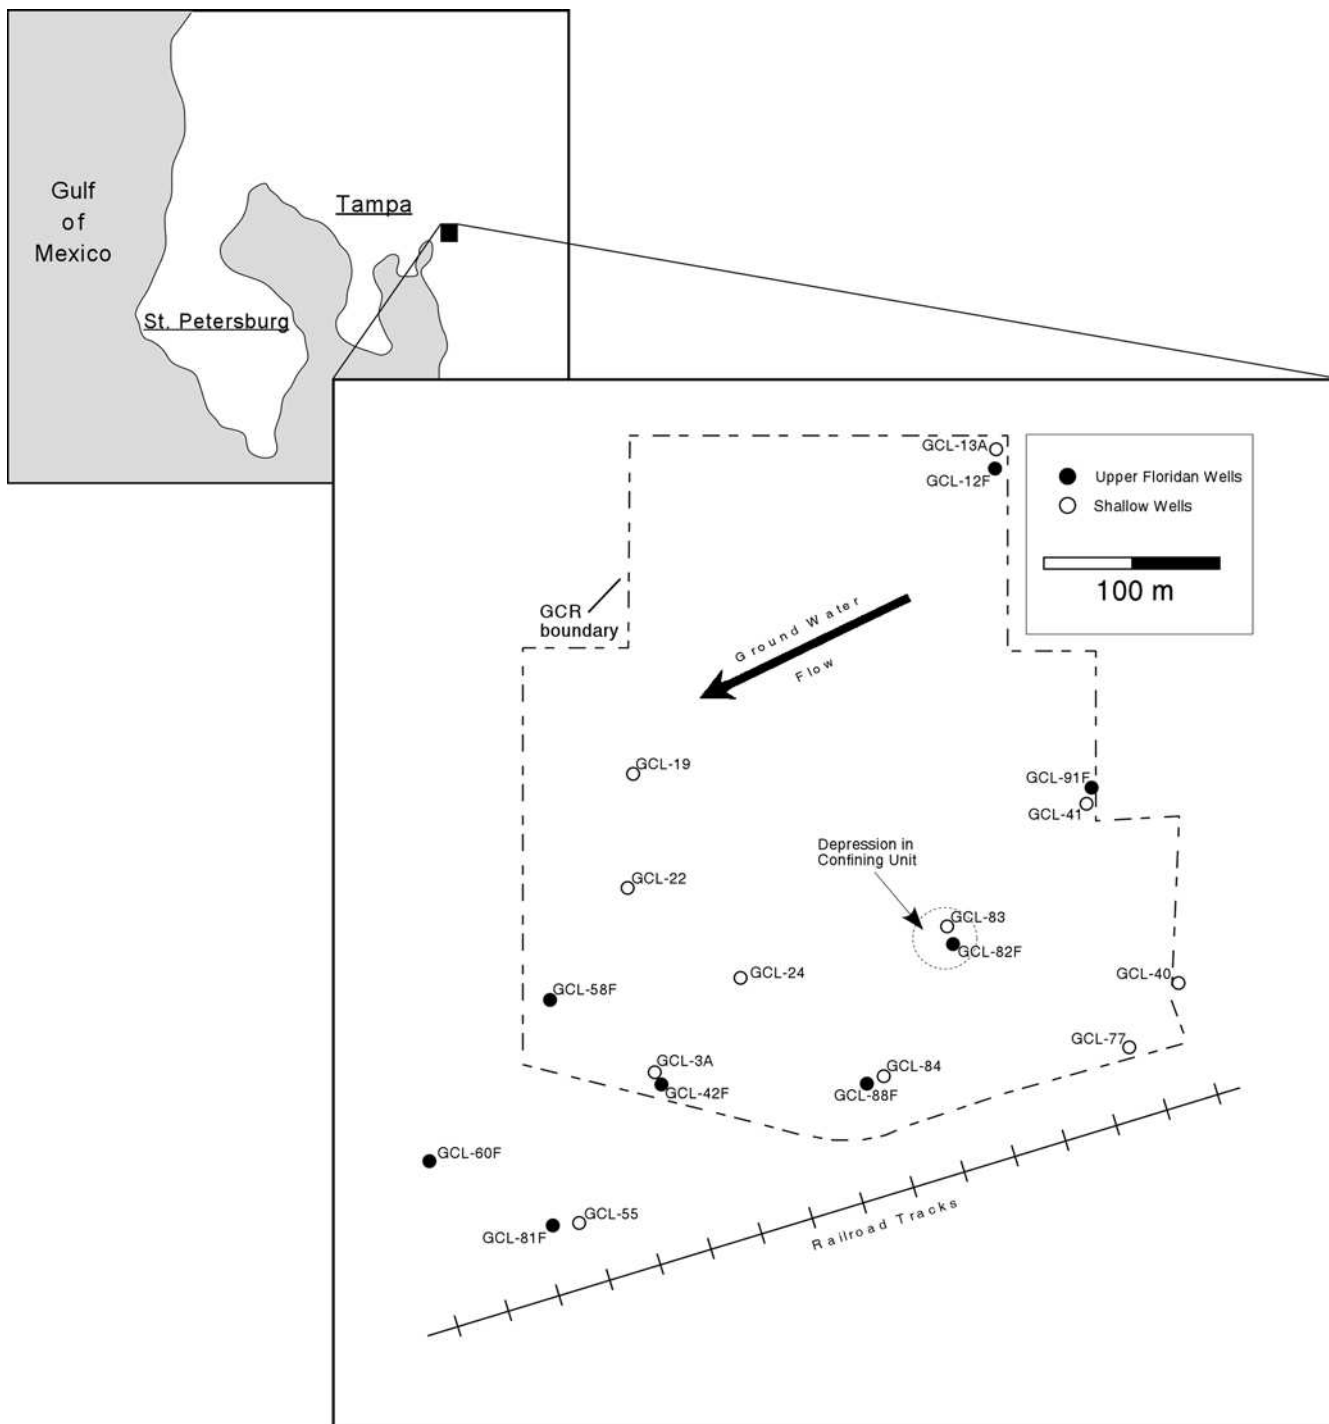 Gulf
of
Mexico
Tampa
St. Petersburg
GCL-13A
GCL-12F
Upper Floridan Wells
Shallow Wells
100 m
GCR
boundary
Ground Water
Flow
GCL-19
GCL-91F
GCL-41
Depression in
Confining Unit
GCL-22
GCL-83
GCL-82F
GCL-24
GCL-40
GCL-58F
GCL-77
GCL-3A
GCL-42F
GCL-84
GCL-88F
GCL-60F
GCL-55
GCL-81F
Railroad Tracks